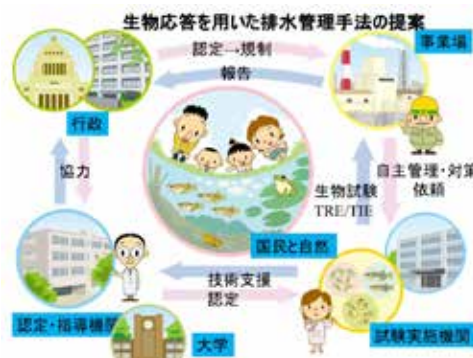 生物応答を用いた排水管理手法の提案
認定→規制
報告
事業場
行政
協力
自主管理・対策
依頼
生物試験
TRE/TIE
国民と自然
技術支援
認定
認定・指導機関
大学
試験実施機関